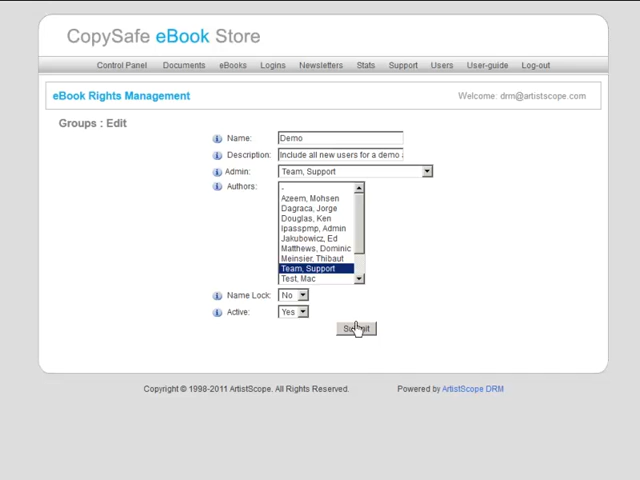 CopySafe eBook Store
Control Panel Documents eBooks Logins Newsletters Stats Support Users User-guide Log-out
eBook Rights Management Welcome: drm@artistscope.com
Groups : Edit
Name: Demo
Description: Include all new users for a demo
Admin: Team, Support
Authors: -
Azeem, Mohsen
Dagraca, Jorge
Douglas, Ken
Ipasspmp, Admin
Jakubowicz, Ed
Matthews, Dominic
Meinsier, Thibaut
Team, Support
Test, Mac
Name Lock: No
Active: Yes
Submit
Copyright © 1998-2011 ArtistScope. All Rights Reserved. Powered by ArtistScope DRM